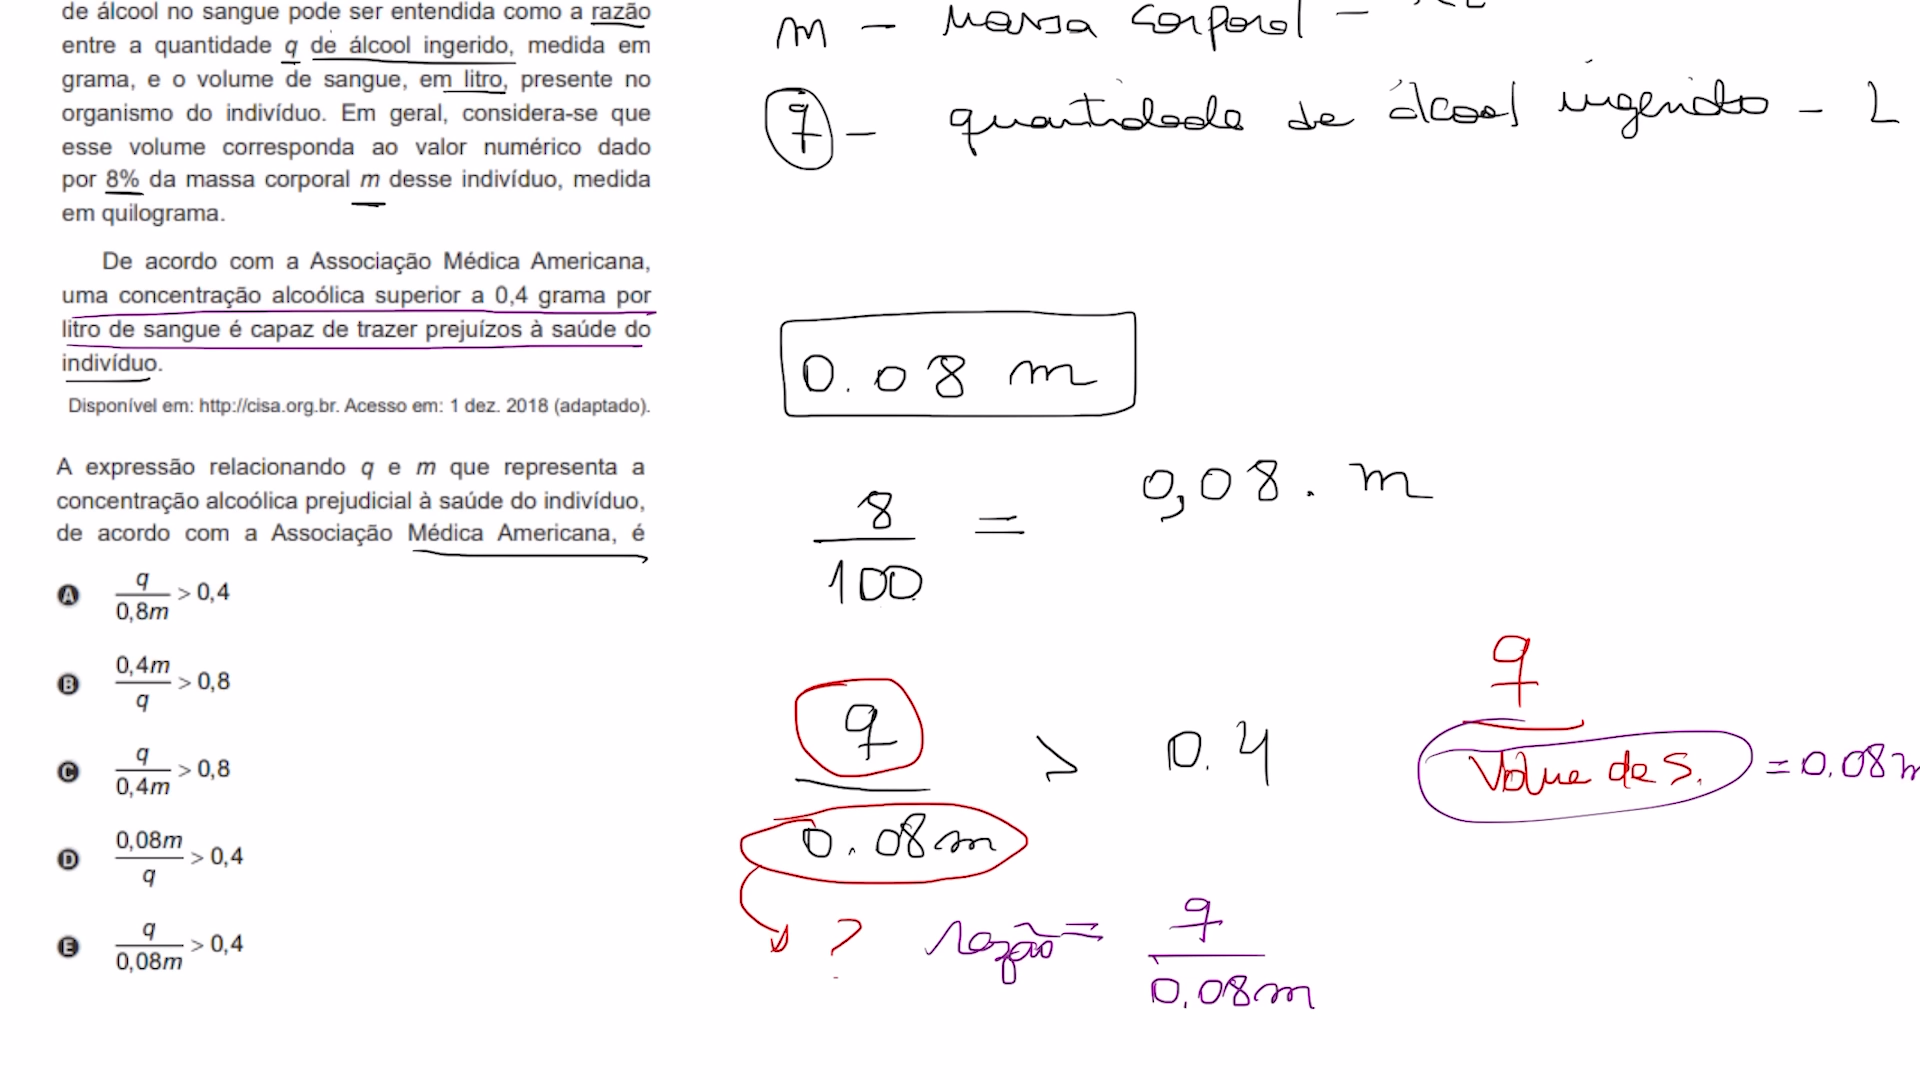 de álcool no sangue pode ser entendida como a razão
entre a quantidade q de álcool ingerido, medida em
grama, e o volume de sangue, em litro, presente no
organismo do indivíduo. Em geral, considera-se que
esse volume corresponda ao valor numérico dado
por 8% da massa corporal m desse indivíduo, medida
em quilograma.
De acordo com a Associação Médica Americana,
uma concentração alcoólica superior a 0,4 grama por
litro de sangue é capaz de trazer prejuízos à saúde do
indivíduo.
Disponível em: http://cisa.org.br. Acesso em: 1 dez. 2018 (adaptado).
A expressão relacionando q e m que representa a
concentração alcoólica prejudicial à saúde do indivíduo,
de acordo com a Associação Médica Americana, é
A q/0,8m > 0,4
B 0,4m/q > 0,8
C q/0,4m > 0,8
D 0,08m/q > 0,4
E q/0,08m > 0,4
m - massa corporal -
q - quantidade de álcool ingerido - L
0.08 m
8/100 = 0,08 . m
q/0.08m > 0.4
q/Volume de S. = 0.08m
? razão = q/0.08m